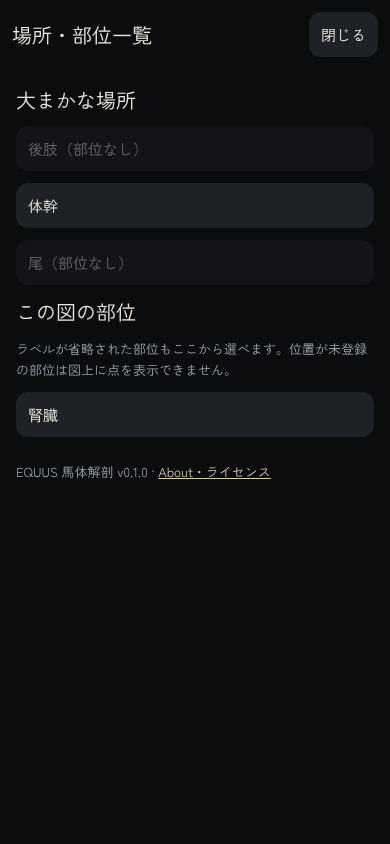 場所・部位一覧
閉じる
大まかな場所
後肢（部位なし）
体幹
尾（部位なし）
この図の部位
ラベルが省略された部位もここから選べます。位置が未登録
の部位は図上に点を表示できません。
腎臓
EQUUS 馬体解剖 v0.1.0 · About・ライセンス